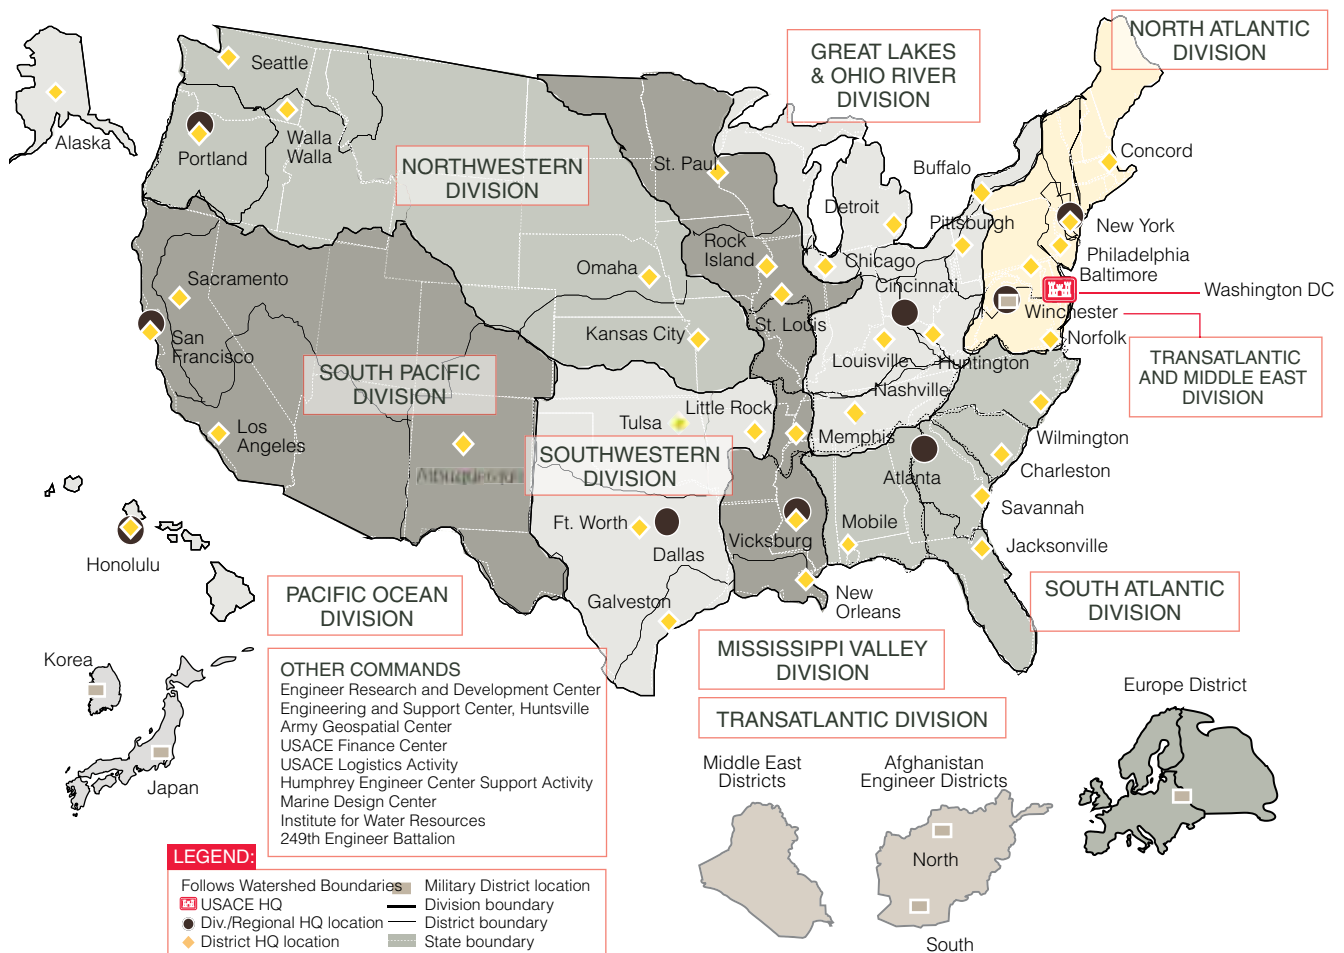 NORTH ATLANTIC
DIVISION
GREAT LAKES
& OHIO RIVER
DIVISION
Seattle
Alaska
Walla
Walla
Portland
NORTHWESTERN
DIVISION
St. Paul
Buffalo
Concord
Detroit
Pittsburgh
New York
Rock
Island
Chicago
Philadelphia
Baltimore
Omaha
Sacramento
Cincinnati
Washington DC
Winchester
St. Louis
Kansas City
San
Francisco
Norfolk
Louisville
Huntington
TRANSATLANTIC
AND MIDDLE EAST
DIVISION
SOUTH PACIFIC
DIVISION
Nashville
Little Rock
Tulsa
Los
Angeles
Memphis
Wilmington
SOUTHWESTERN
DIVISION
Charleston
Atlanta
Savannah
Ft. Worth
Mobile
Vicksburg
Dallas
Jacksonville
Honolulu
PACIFIC OCEAN
DIVISION
Galveston
New
Orleans
SOUTH ATLANTIC
DIVISION
MISSISSIPPI VALLEY
DIVISION
Korea
OTHER COMMANDS
Engineer Research and Development Center
Engineering and Support Center, Huntsville
Army Geospatial Center
USACE Finance Center
USACE Logistics Activity
Humphrey Engineer Center Support Activity
Marine Design Center
Institute for Water Resources
249th Engineer Battalion
Japan
TRANSATLANTIC DIVISION
Europe District
Middle East
Districts
Afghanistan
Engineer Districts
North
South
LEGEND:
Follows Watershed Boundaries
USACE HQ
Div./Regional HQ location
District HQ location
Military District location
Division boundary
District boundary
State boundary